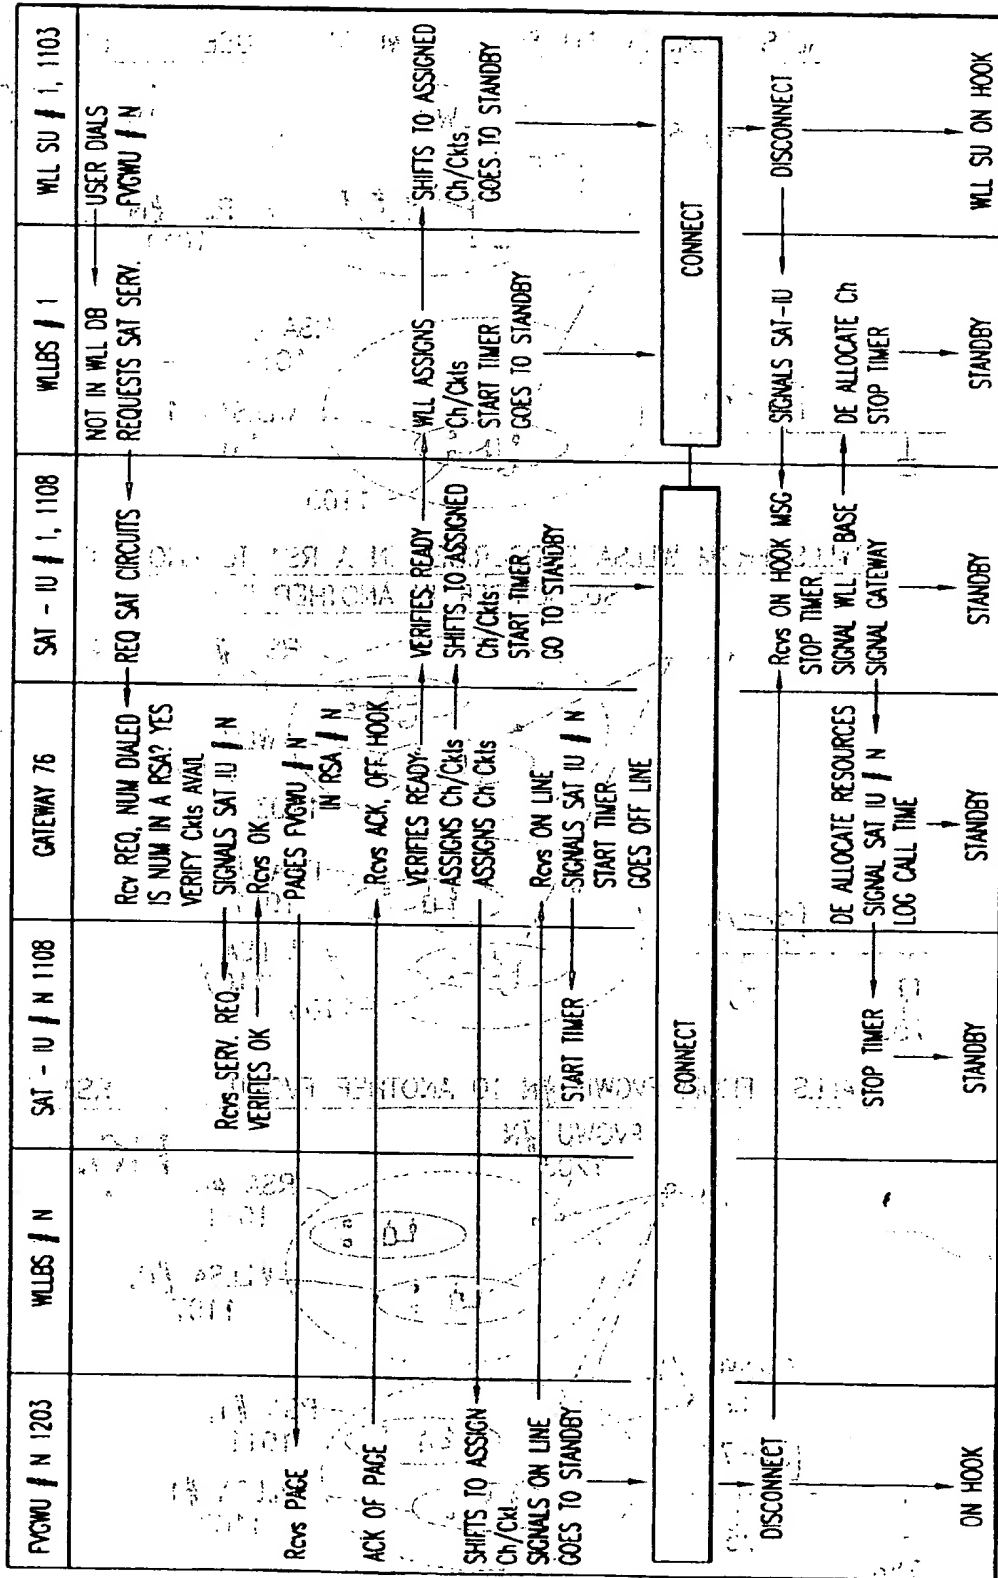 FVGWU # N 1203
WLLBS # N
SAT - IU # N 1108
GATEWAY 76
SAT - IU # 1, 1108
WLLBS # 1
WLL SU # 1, 1103
USER DIALS
FVGWU # N
NOT IN WLL DB
REQUESTS SAT SERV.
REQ SAT CIRCUITS
Rcv REQ, NUM DIALED
IS NUM IN A RSA? YES
VERIFY Ckts AVAIL
SIGNALS SAT IU # N
Rcvs SERV. REQ.
VERIFIES OK
Rcvs OK
PAGES FVGWU # N
IN RSA # N
Rcvs PAGE
ACK OF PAGE
Rcvs ACK, OFF HOOK
VERIFIES READY
VERIFIES READY
WLL ASSIGNS
Ch/Ckts
START TIMER
GOES TO STANDBY
SHIFTS TO ASSIGNED
Ch/Ckts
GOES TO STANDBY
ASSIGNS Ch/Ckts
SHIFTS TO ASSIGNED
Ch/Ckts
START TIMER
GO TO STANDBY
ASSIGNS Ch Ckts
SHIFTS TO ASSIGN
Ch/Ckt
SIGNALS ON LINE
GOES TO STANDBY
Rcvs ON LINE
SIGNALS SAT IU # N
START TIMER
GOES OFF LINE
START TIMER
CONNECT
CONNECT
DISCONNECT
DISCONNECT
SIGNALS SAT-IU
Rcvs ON HOOK MSG
STOP TIMER
SIGNAL WLL BASE
SIGNAL GATEWAY
DE ALLOCATE Ch
STOP TIMER
DE ALLOCATE RESOURCES
SIGNAL SAT IU # N
LOG CALL TIME
STOP TIMER
ON HOOK
STANDBY
STANDBY
STANDBY
STANDBY
WLL SU ON HOOK